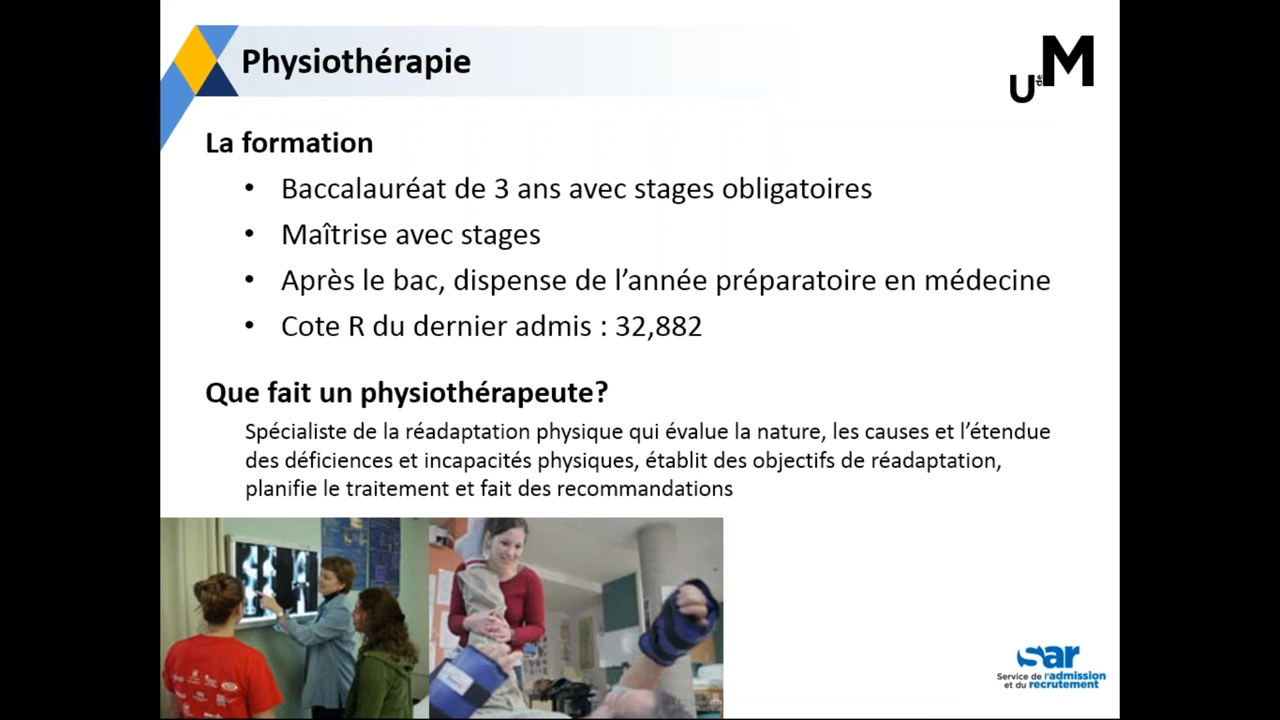 Physiothérapie
U de M
La formation
• Baccalauréat de 3 ans avec stages obligatoires
• Maîtrise avec stages
• Après le bac, dispense de l’année préparatoire en médecine
• Cote R du dernier admis : 32,882
Que fait un physiothérapeute?
Spécialiste de la réadaptation physique qui évalue la nature, les causes et l’étendue
des déficiences et incapacités physiques, établit des objectifs de réadaptation,
planifie le traitement et fait des recommandations
sar
Service de l'admission
et du recrutement